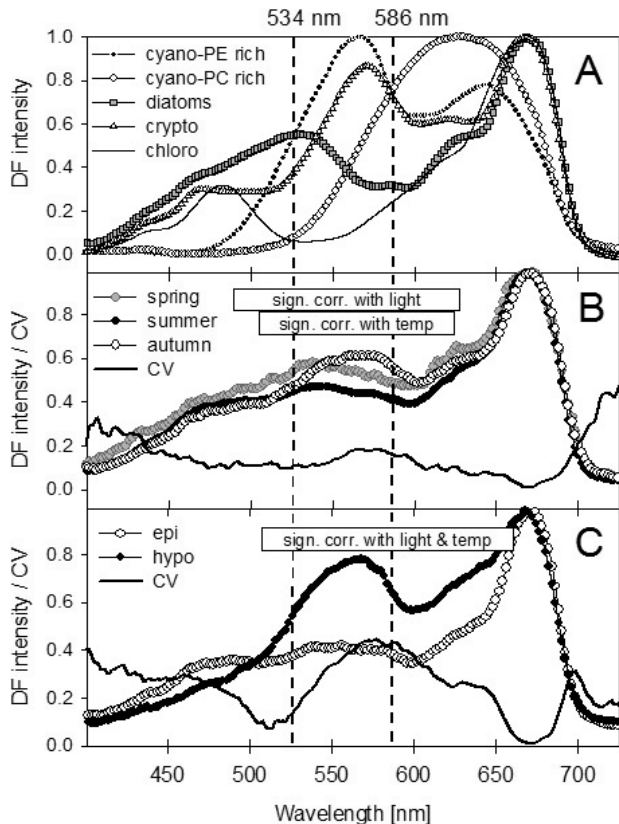 534 nm 586 nm
1.0
0.8
0.6
0.4
0.2
0.0
DF intensity
cyano-PE rich
cyano-PC rich
diatoms
crypto
chloro
A
0.8
0.6
0.4
0.2
0.0
DF intensity / CV
spring
summer
autumn
CV
sign. corr. with light
sign. corr. with temp
B
0.8
0.6
0.4
0.2
0.0
DF intensity / CV
epi
hypo
CV
sign. corr. with light & temp
C
450 500 550 600 650 700
Wavelength [nm]